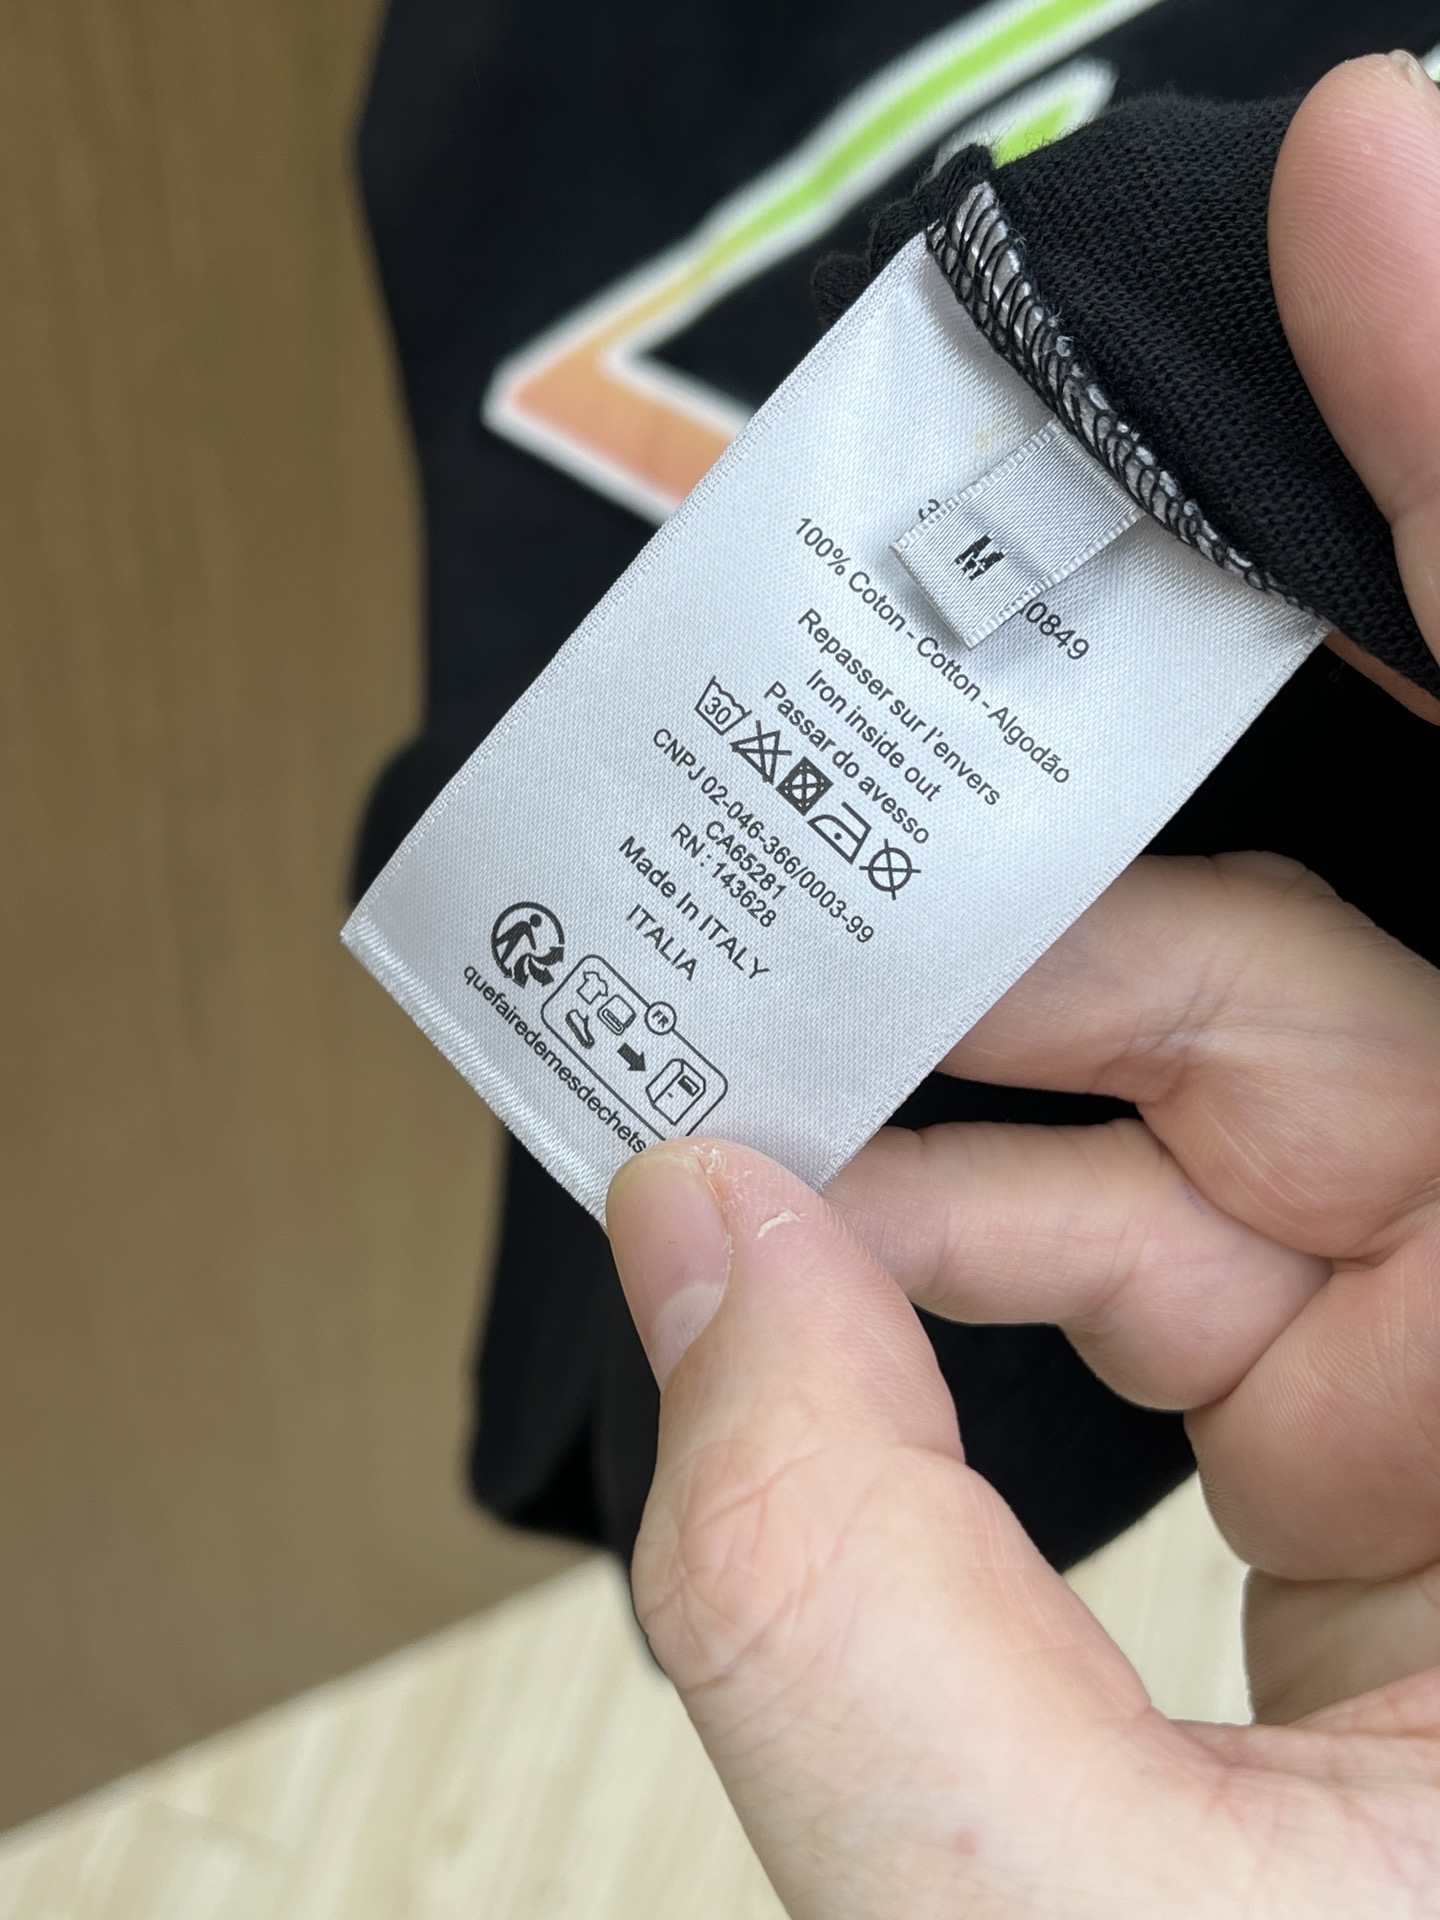 M
0849
100% Coton - Cotton - Algodão
Repasser sur l'envers
Iron inside out
Passar do avesso
30
CNPJ 02-046-366/0003-99
CA65281
RN : 143628
Made In ITALY
ITALIA
FR
quefairedemesdechets